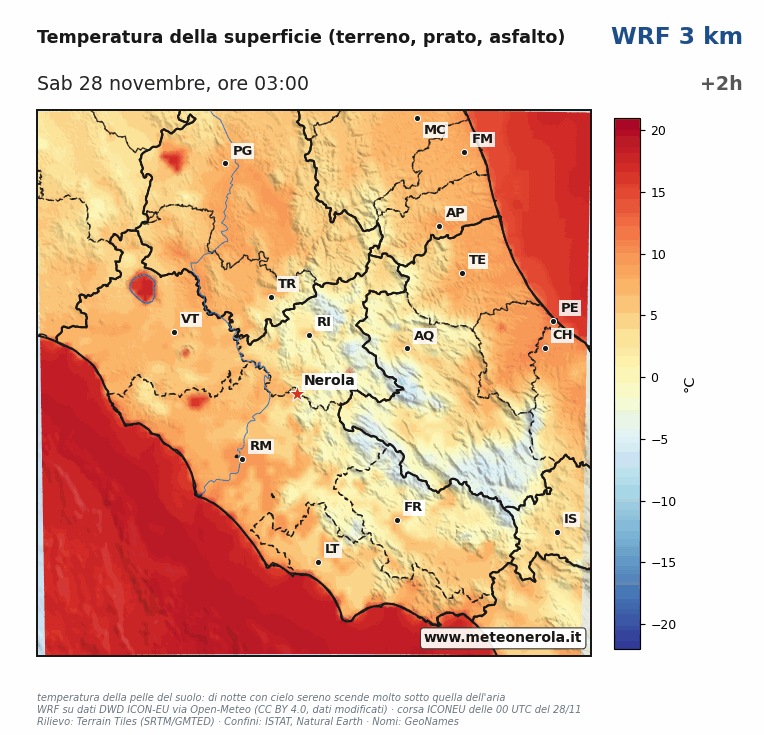 Temperatura della superficie (terreno, prato, asfalto)
WRF 3 km
Sab 28 novembre, ore 03:00
+2h
MC
FM
PG
AP
TE
TR
PE
RI
VT
AQ
CH
Nerola
RM
FR
IS
LT
www.meteonerola.it
20
15
10
5
0
−5
−10
−15
−20
°C
temperatura della pelle del suolo: di notte con cielo sereno scende molto sotto quella dell'aria
WRF su dati DWD ICON-EU via Open-Meteo (CC BY 4.0, dati modificati) · corsa ICONEU delle 00 UTC del 28/11
Rilievo: Terrain Tiles (SRTM/GMTED) · Confini: ISTAT, Natural Earth · Nomi: GeoNames